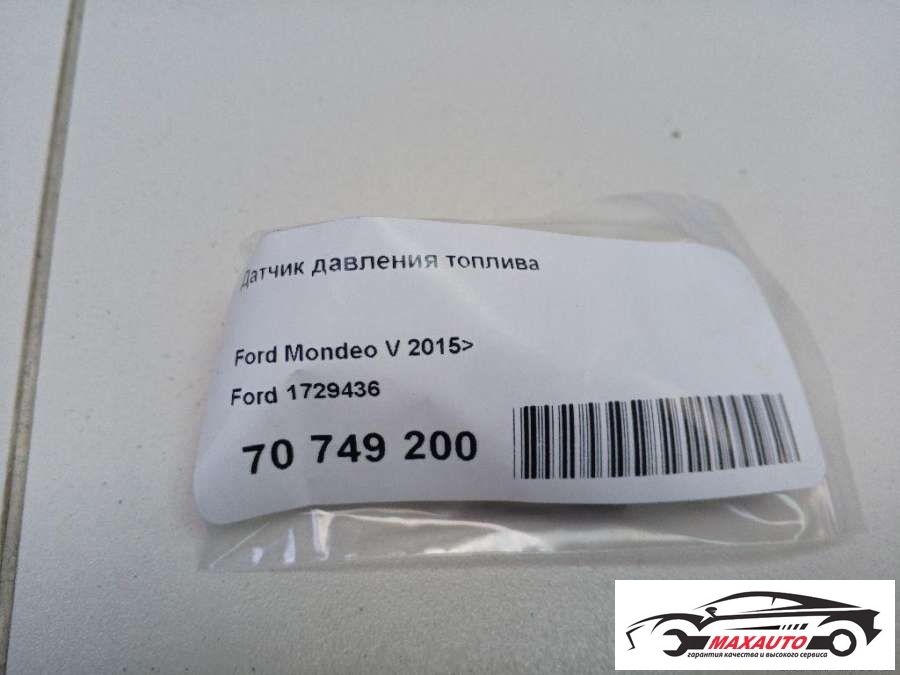 Датчик давления топлива
Ford Mondeo V 2015>
Ford 1729436
70 749 200
MAXAUTO
гарантия качества и высокого сервиса